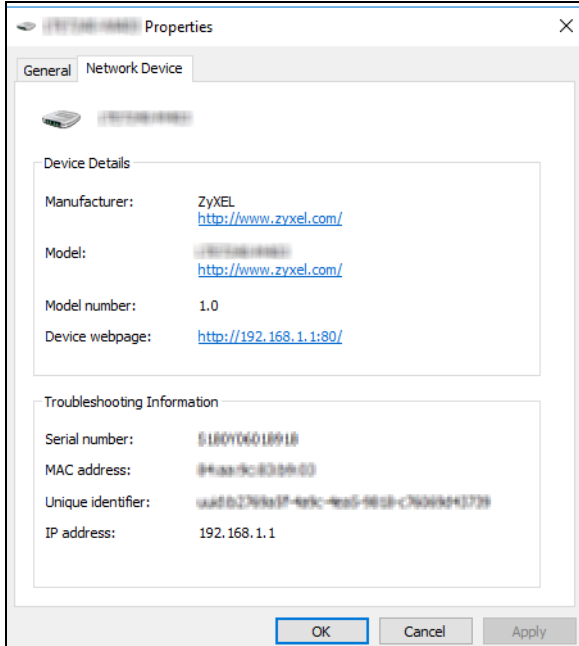 Properties
General Network Device
Device Details
Manufacturer: ZyXEL
http://www.zyxel.com/
Model:
http://www.zyxel.com/
Model number: 1.0
Device webpage: http://192.168.1.1:80/
Troubleshooting Information
Serial number:
MAC address:
Unique identifier:
IP address: 192.168.1.1
OK Cancel Apply